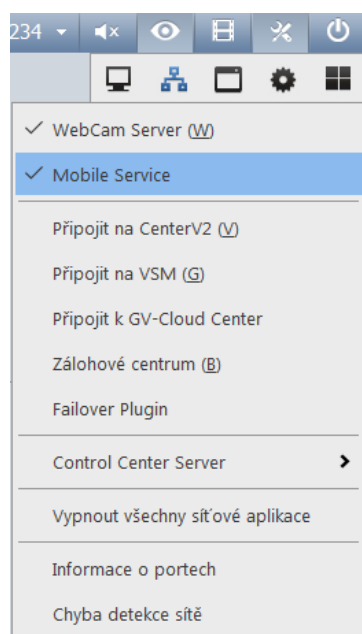 234
WebCam Server (W)
Mobile Service
Připojit na CenterV2 (V)
Připojit na VSM (G)
Připojit k GV-Cloud Center
Zálohové centrum (B)
Failover Plugin
Control Center Server
Vypnout všechny síťové aplikace
Informace o portech
Chyba detekce sítě